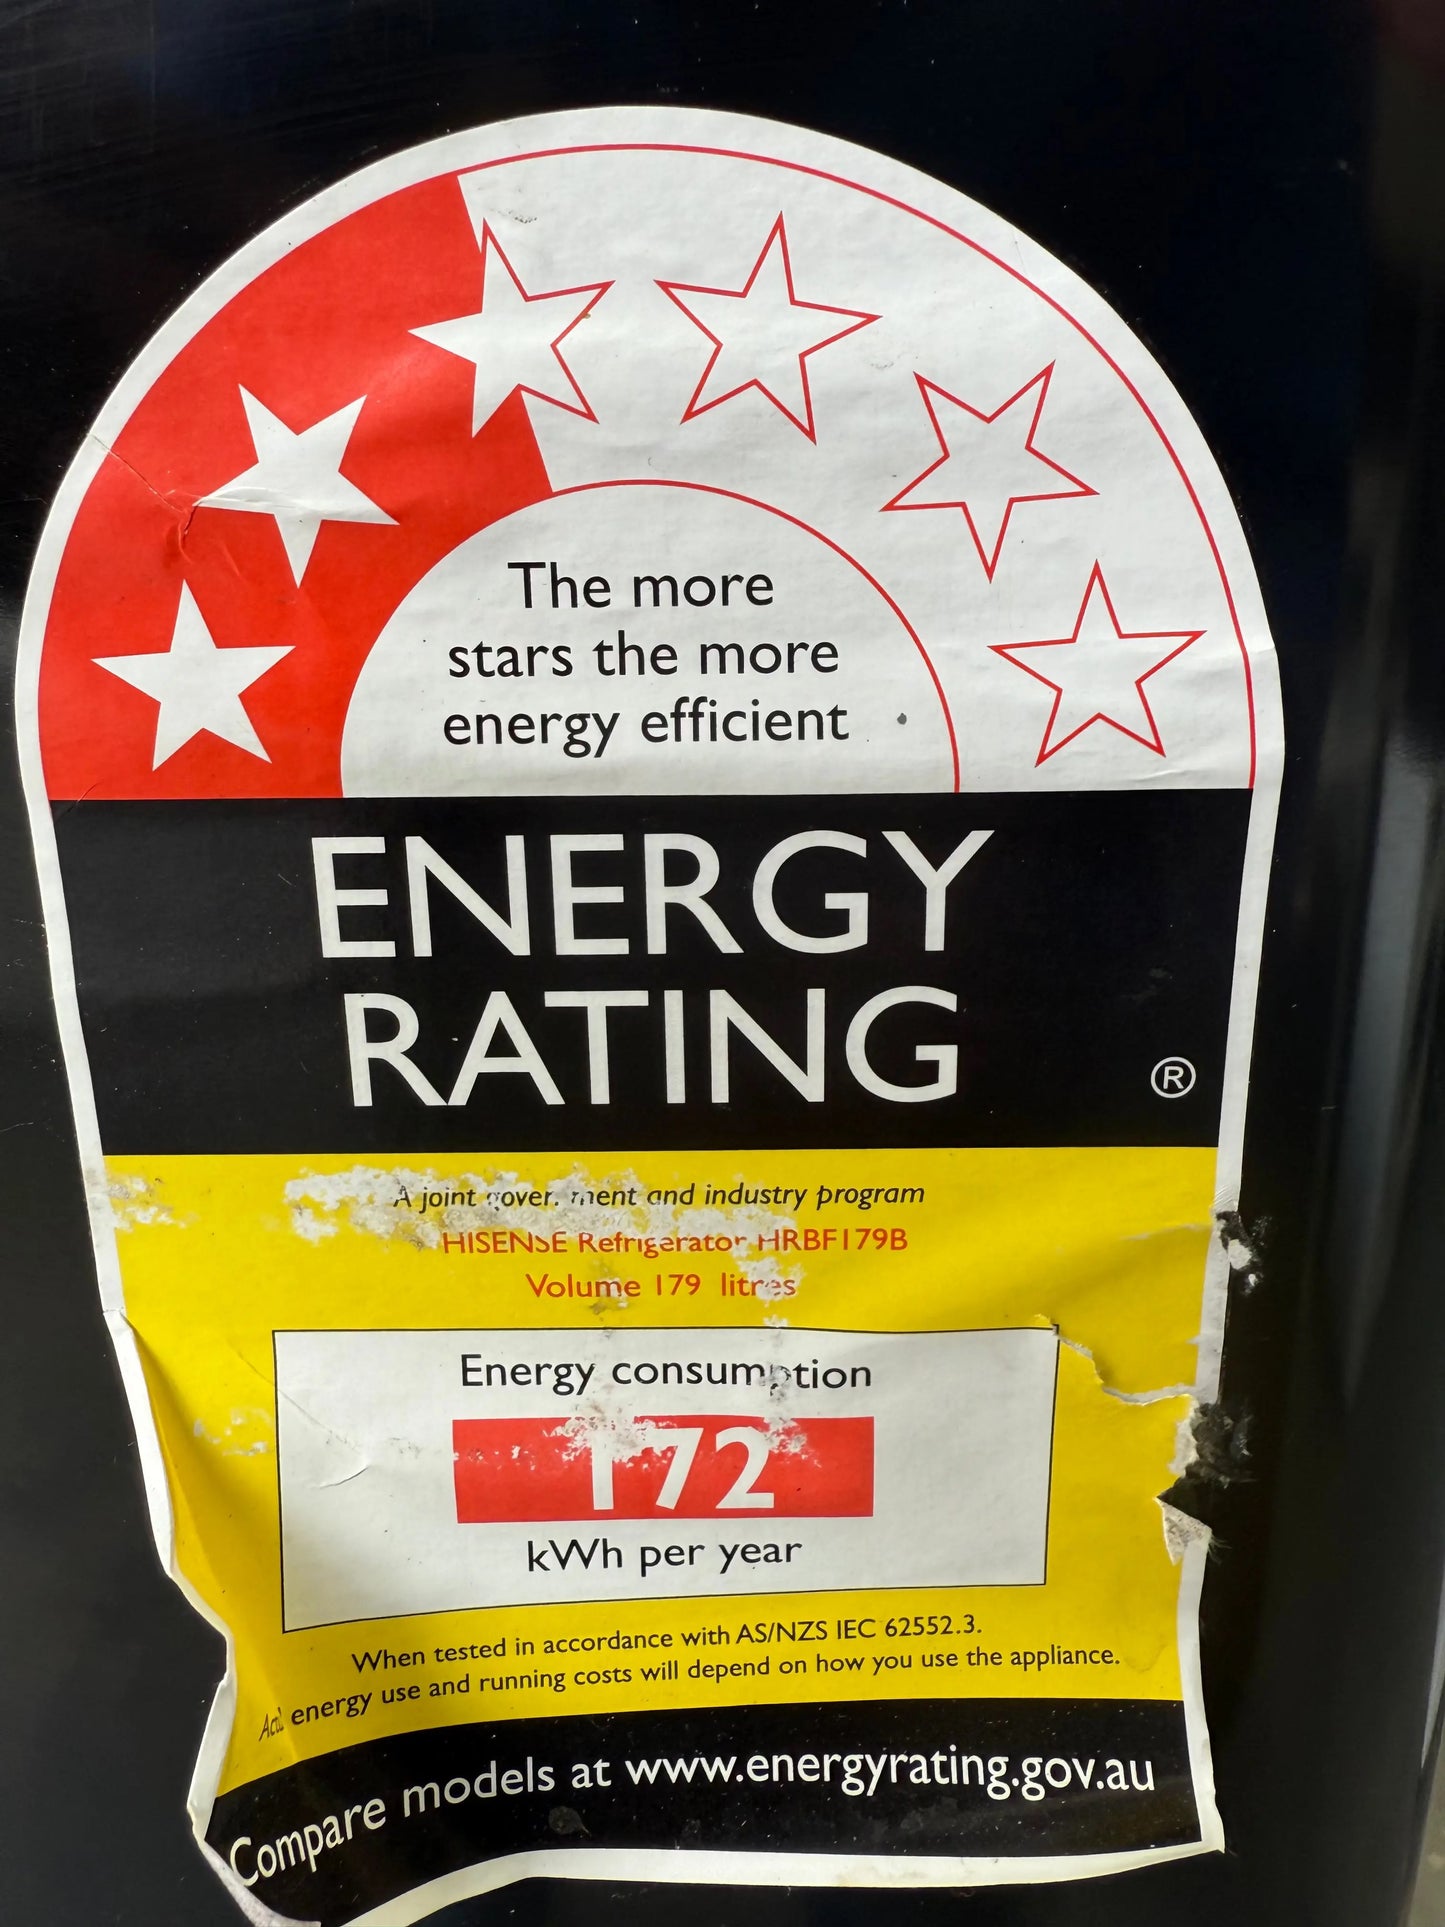 The more
stars the more
energy efficient
ENERGY
RATING
®
A joint government and industry program
HISENSE Refrigerator HRBF179B
Volume 179 litres
Energy consumption
172
kWh per year
When tested in accordance with AS/NZS IEC 62552.3.
Actual energy use and running costs will depend on how you use the appliance.
Compare models at www.energyrating.gov.au